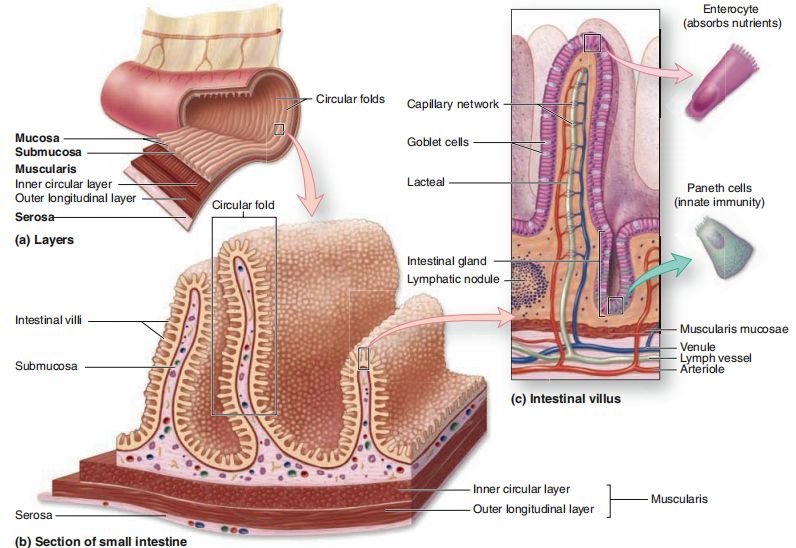 Circular folds
Mucosa
Submucosa
Muscularis
Inner circular layer
Outer longitudinal layer
Serosa
(a) Layers
Circular fold
Intestinal villi
Submucosa
Serosa
Inner circular layer
Outer longitudinal layer
Muscularis
(b) Section of small intestine
Enterocyte
(absorbs nutrients)
Capillary network
Goblet cells
Lacteal
Paneth cells
(innate immunity)
Intestinal gland
Lymphatic nodule
Muscularis mucosae
Venule
Lymph vessel
Arteriole
(c) Intestinal villus